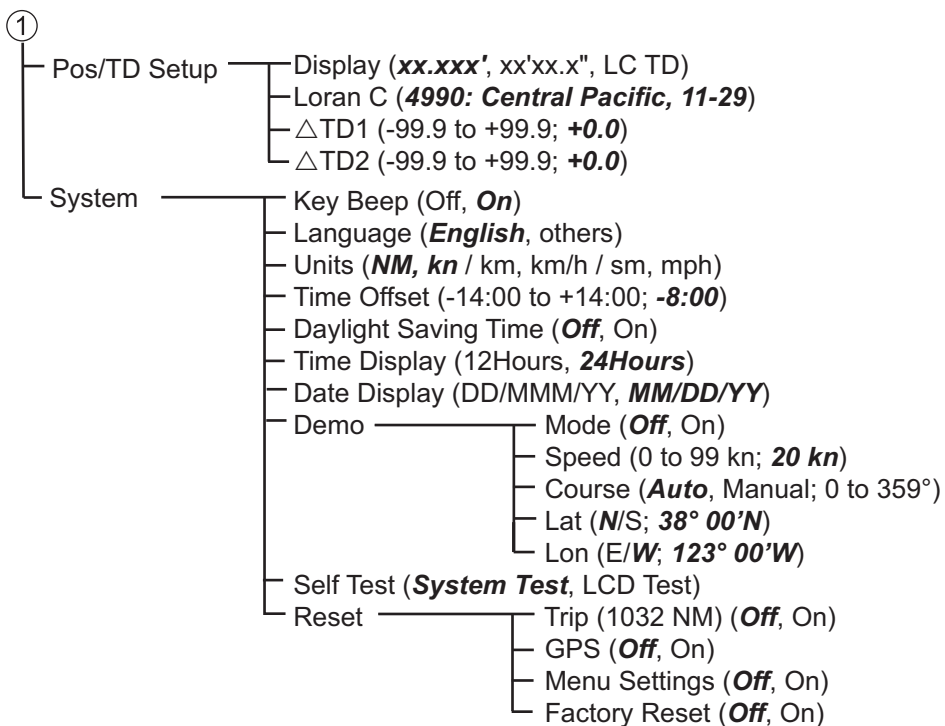 1
Pos/TD Setup
Display (xx.xxx', xx'xx.x", LC TD)
Loran C (4990: Central Pacific, 11-29)
△TD1 (-99.9 to +99.9; +0.0)
△TD2 (-99.9 to +99.9; +0.0)
System
Key Beep (Off, On)
Language (English, others)
Units (NM, kn / km, km/h / sm, mph)
Time Offset (-14:00 to +14:00; -8:00)
Daylight Saving Time (Off, On)
Time Display (12Hours, 24Hours)
Date Display (DD/MMM/YY, MM/DD/YY)
Demo
Mode (Off, On)
Speed (0 to 99 kn; 20 kn)
Course (Auto, Manual; 0 to 359°)
Lat (N/S; 38° 00’N)
Lon (E/W; 123° 00’W)
Self Test (System Test, LCD Test)
Reset
Trip (1032 NM) (Off, On)
GPS (Off, On)
Menu Settings (Off, On)
Factory Reset (Off, On)